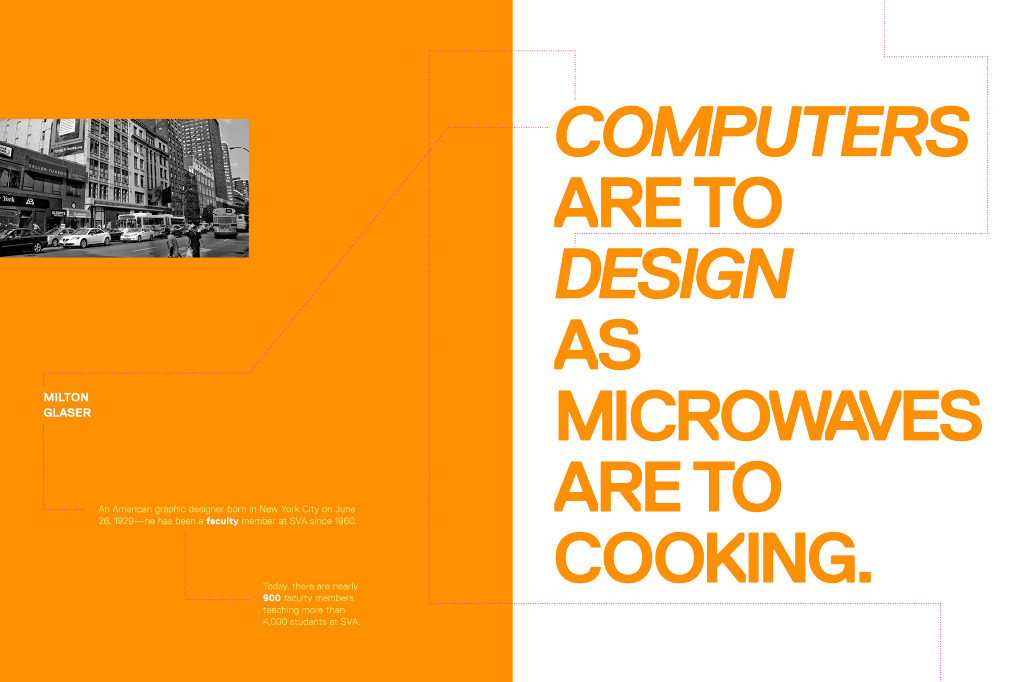 MILTON
GLASER
An American graphic designer born in New York City on June
26, 1929—he has been a faculty member at SVA since 1960.
Today, there are nearly
900 faculty members
teaching more than
4,000 students at SVA.
COMPUTERS
ARE TO
DESIGN
AS
MICROWAVES
ARE TO
COOKING.